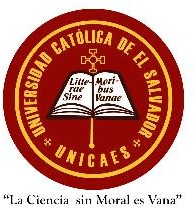 UNIVERSIDAD CATÓLICA DE EL SALVADOR
Litte-
rae
Sine
Mori-
bus
Vanae
UNICAES
"La Ciencia sin Moral es Vana"